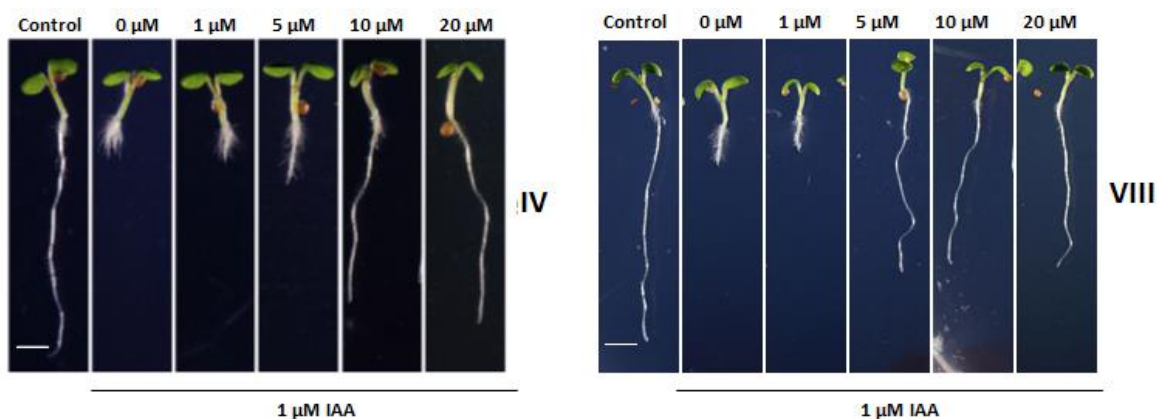 Control 0 µM 1 µM 5 µM 10 µM 20 µM
IV
1 µM IAA
Control 0 µM 1 µM 5 µM 10 µM 20 µM
VIII
1 µM IAA